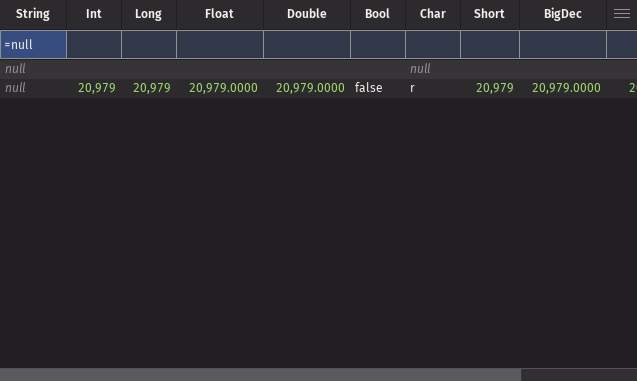 String Int Long Float Double Bool Char Short BigDec
=null
null null
null 20,979 20,979 20,979.0000 20,979.0000 false r 20,979 20,979.0000 2